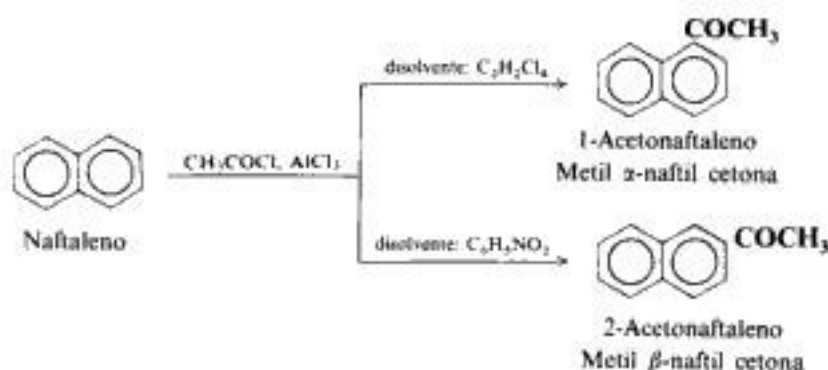 COCH₃
disolvente: C₂H₂Cl₄
1-Acetonaftaleno
Metil α-naftil cetona
CH₃COCl, AlCl₃
Naftaleno
COCH₃
disolvente: C₆H₅NO₂
2-Acetonaftaleno
Metil β-naftil cetona